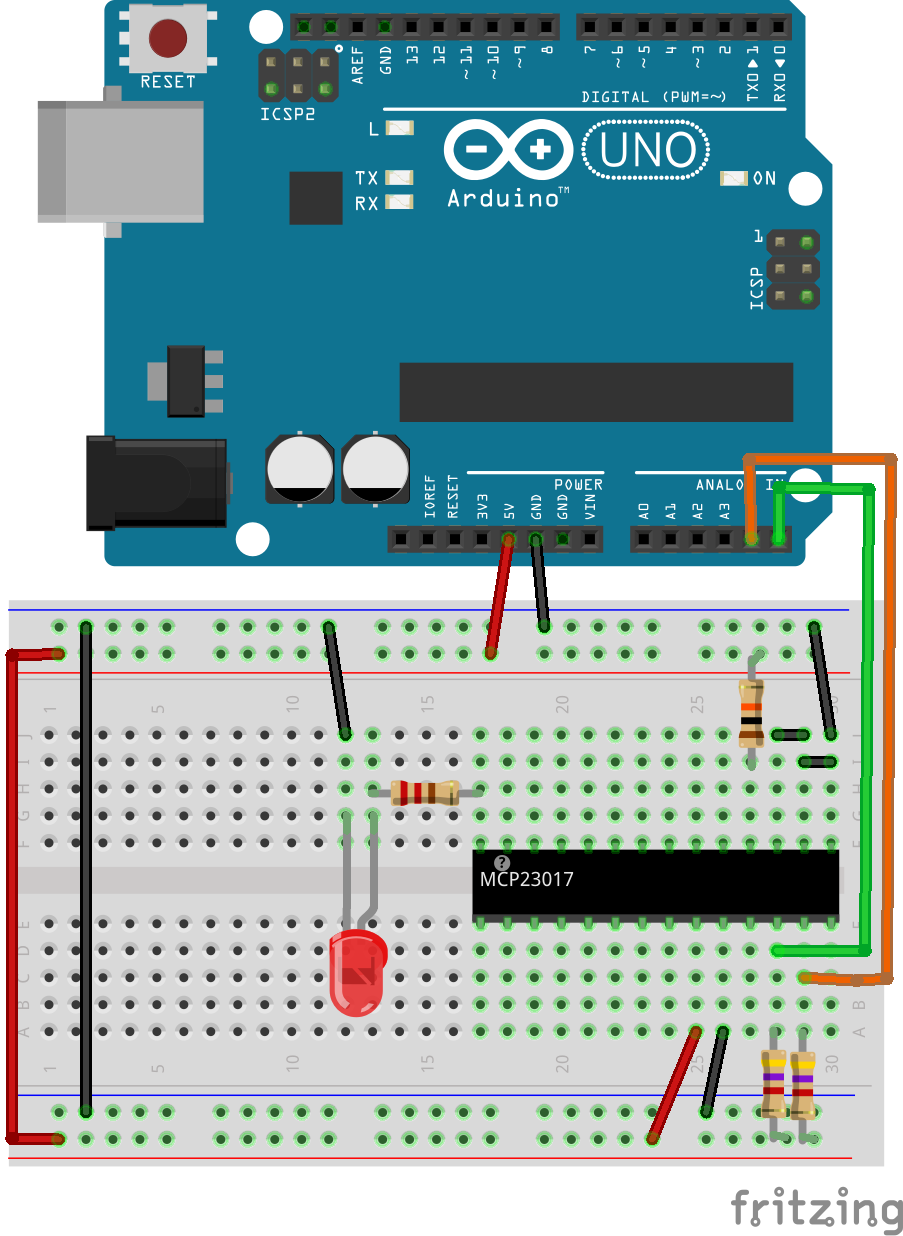 RESET
AREF
GND
13
12
~11
~10
~9
8
7
~6
~5
4
~3
2
TX0▶1
RX0◀0
ICSP2
DIGITAL (PWM=~)
L
TX
RX
UNO
ON
Arduino™
1
ICSP
POWER
ANALOG IN
IOREF
RESET
3V3
5V
GND
GND
VIN
A0
A1
A2
A3
1
5
10
15
20
25
30
J
I
H
G
F
?
MCP23017
E
D
C
B
A
B
A
1
5
10
15
20
25
30
fritzing